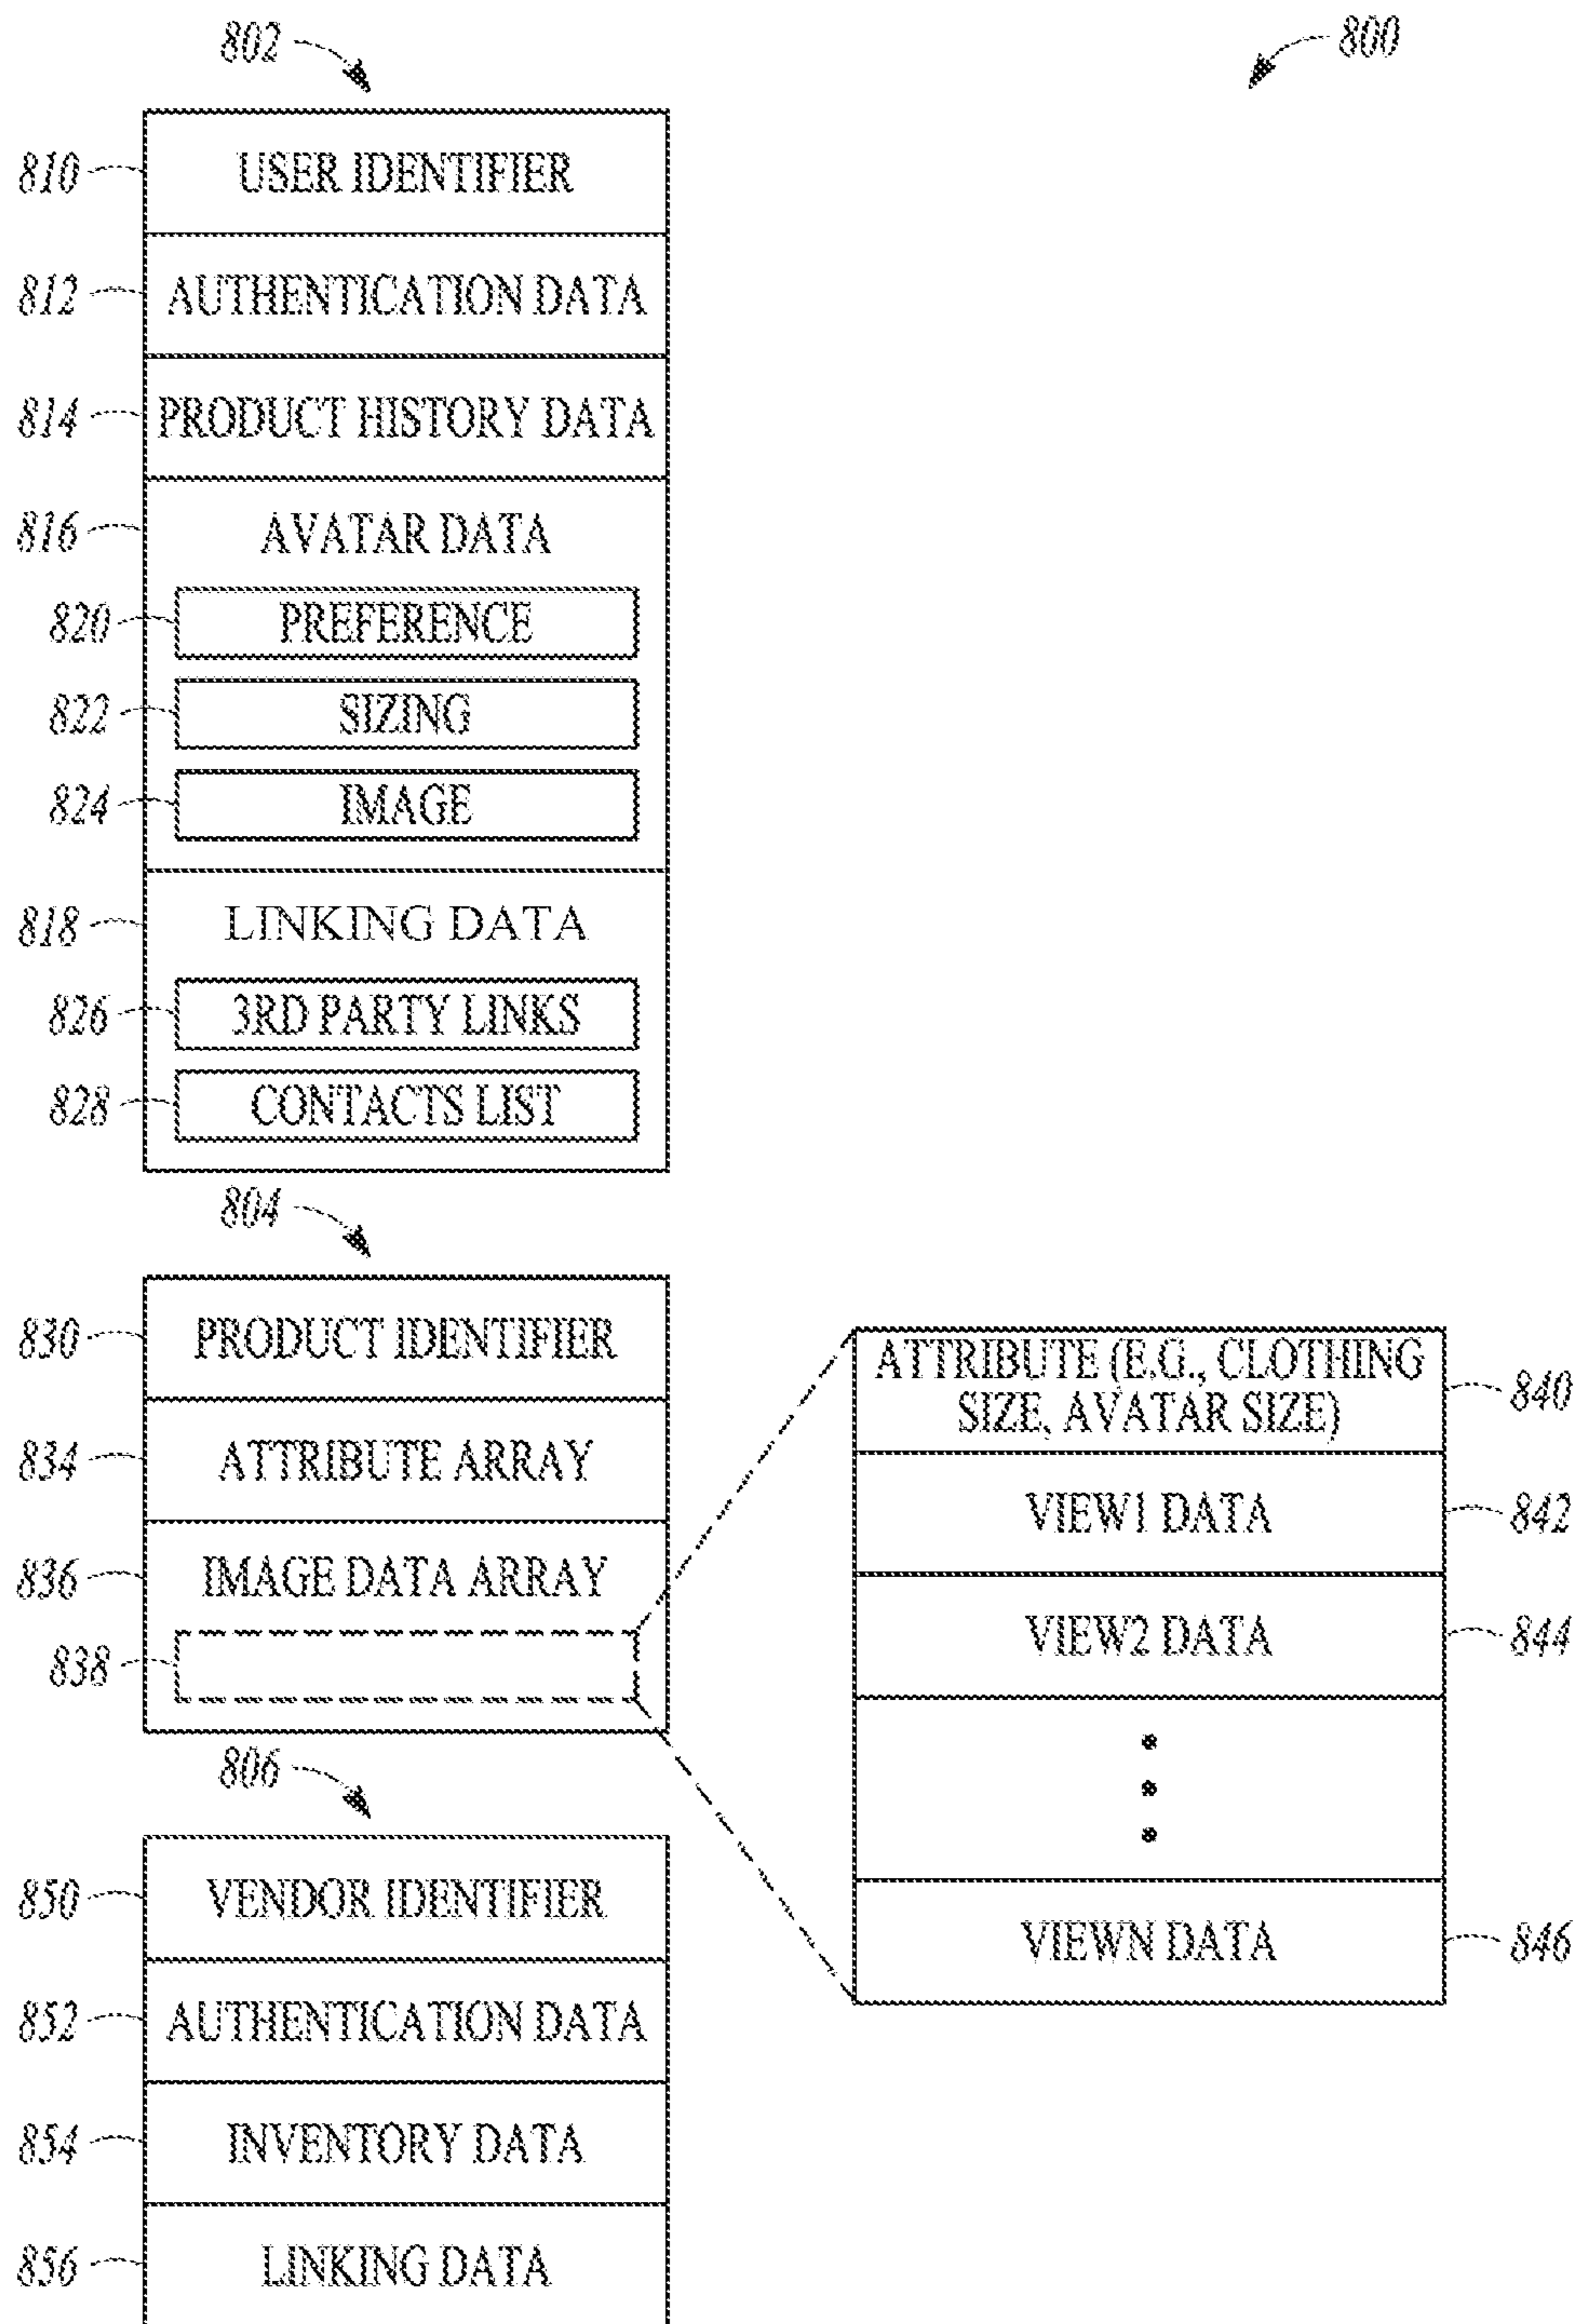 802
800
810 USER IDENTIFIER
812 AUTHENTICATION DATA
814 PRODUCT HISTORY DATA
816 AVATAR DATA
820 PREFERENCE
822 SIZING
824 IMAGE
818 LINKING DATA
826 3RD PARTY LINKS
828 CONTACTS LIST
804
830 PRODUCT IDENTIFIER
834 ATTRIBUTE ARRAY
836 IMAGE DATA ARRAY
838
ATTRIBUTE (E.G., CLOTHING
SIZE, AVATAR SIZE) 840
VIEW1 DATA 842
VIEW2 DATA 844
VIEWN DATA 846
806
850 VENDOR IDENTIFIER
852 AUTHENTICATION DATA
854 INVENTORY DATA
856 LINKING DATA